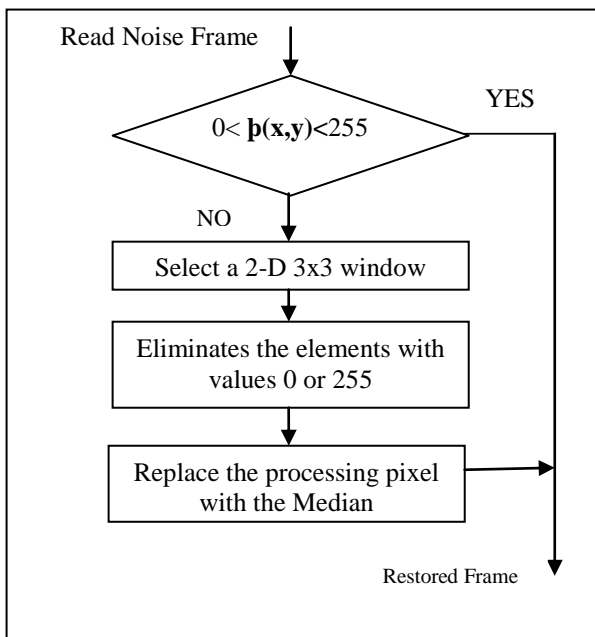 Read Noise Frame
0< þ(x,y)<255
YES
NO
Select a 2-D 3x3 window
Eliminates the elements with
values 0 or 255
Replace the processing pixel
with the Median
Restored Frame